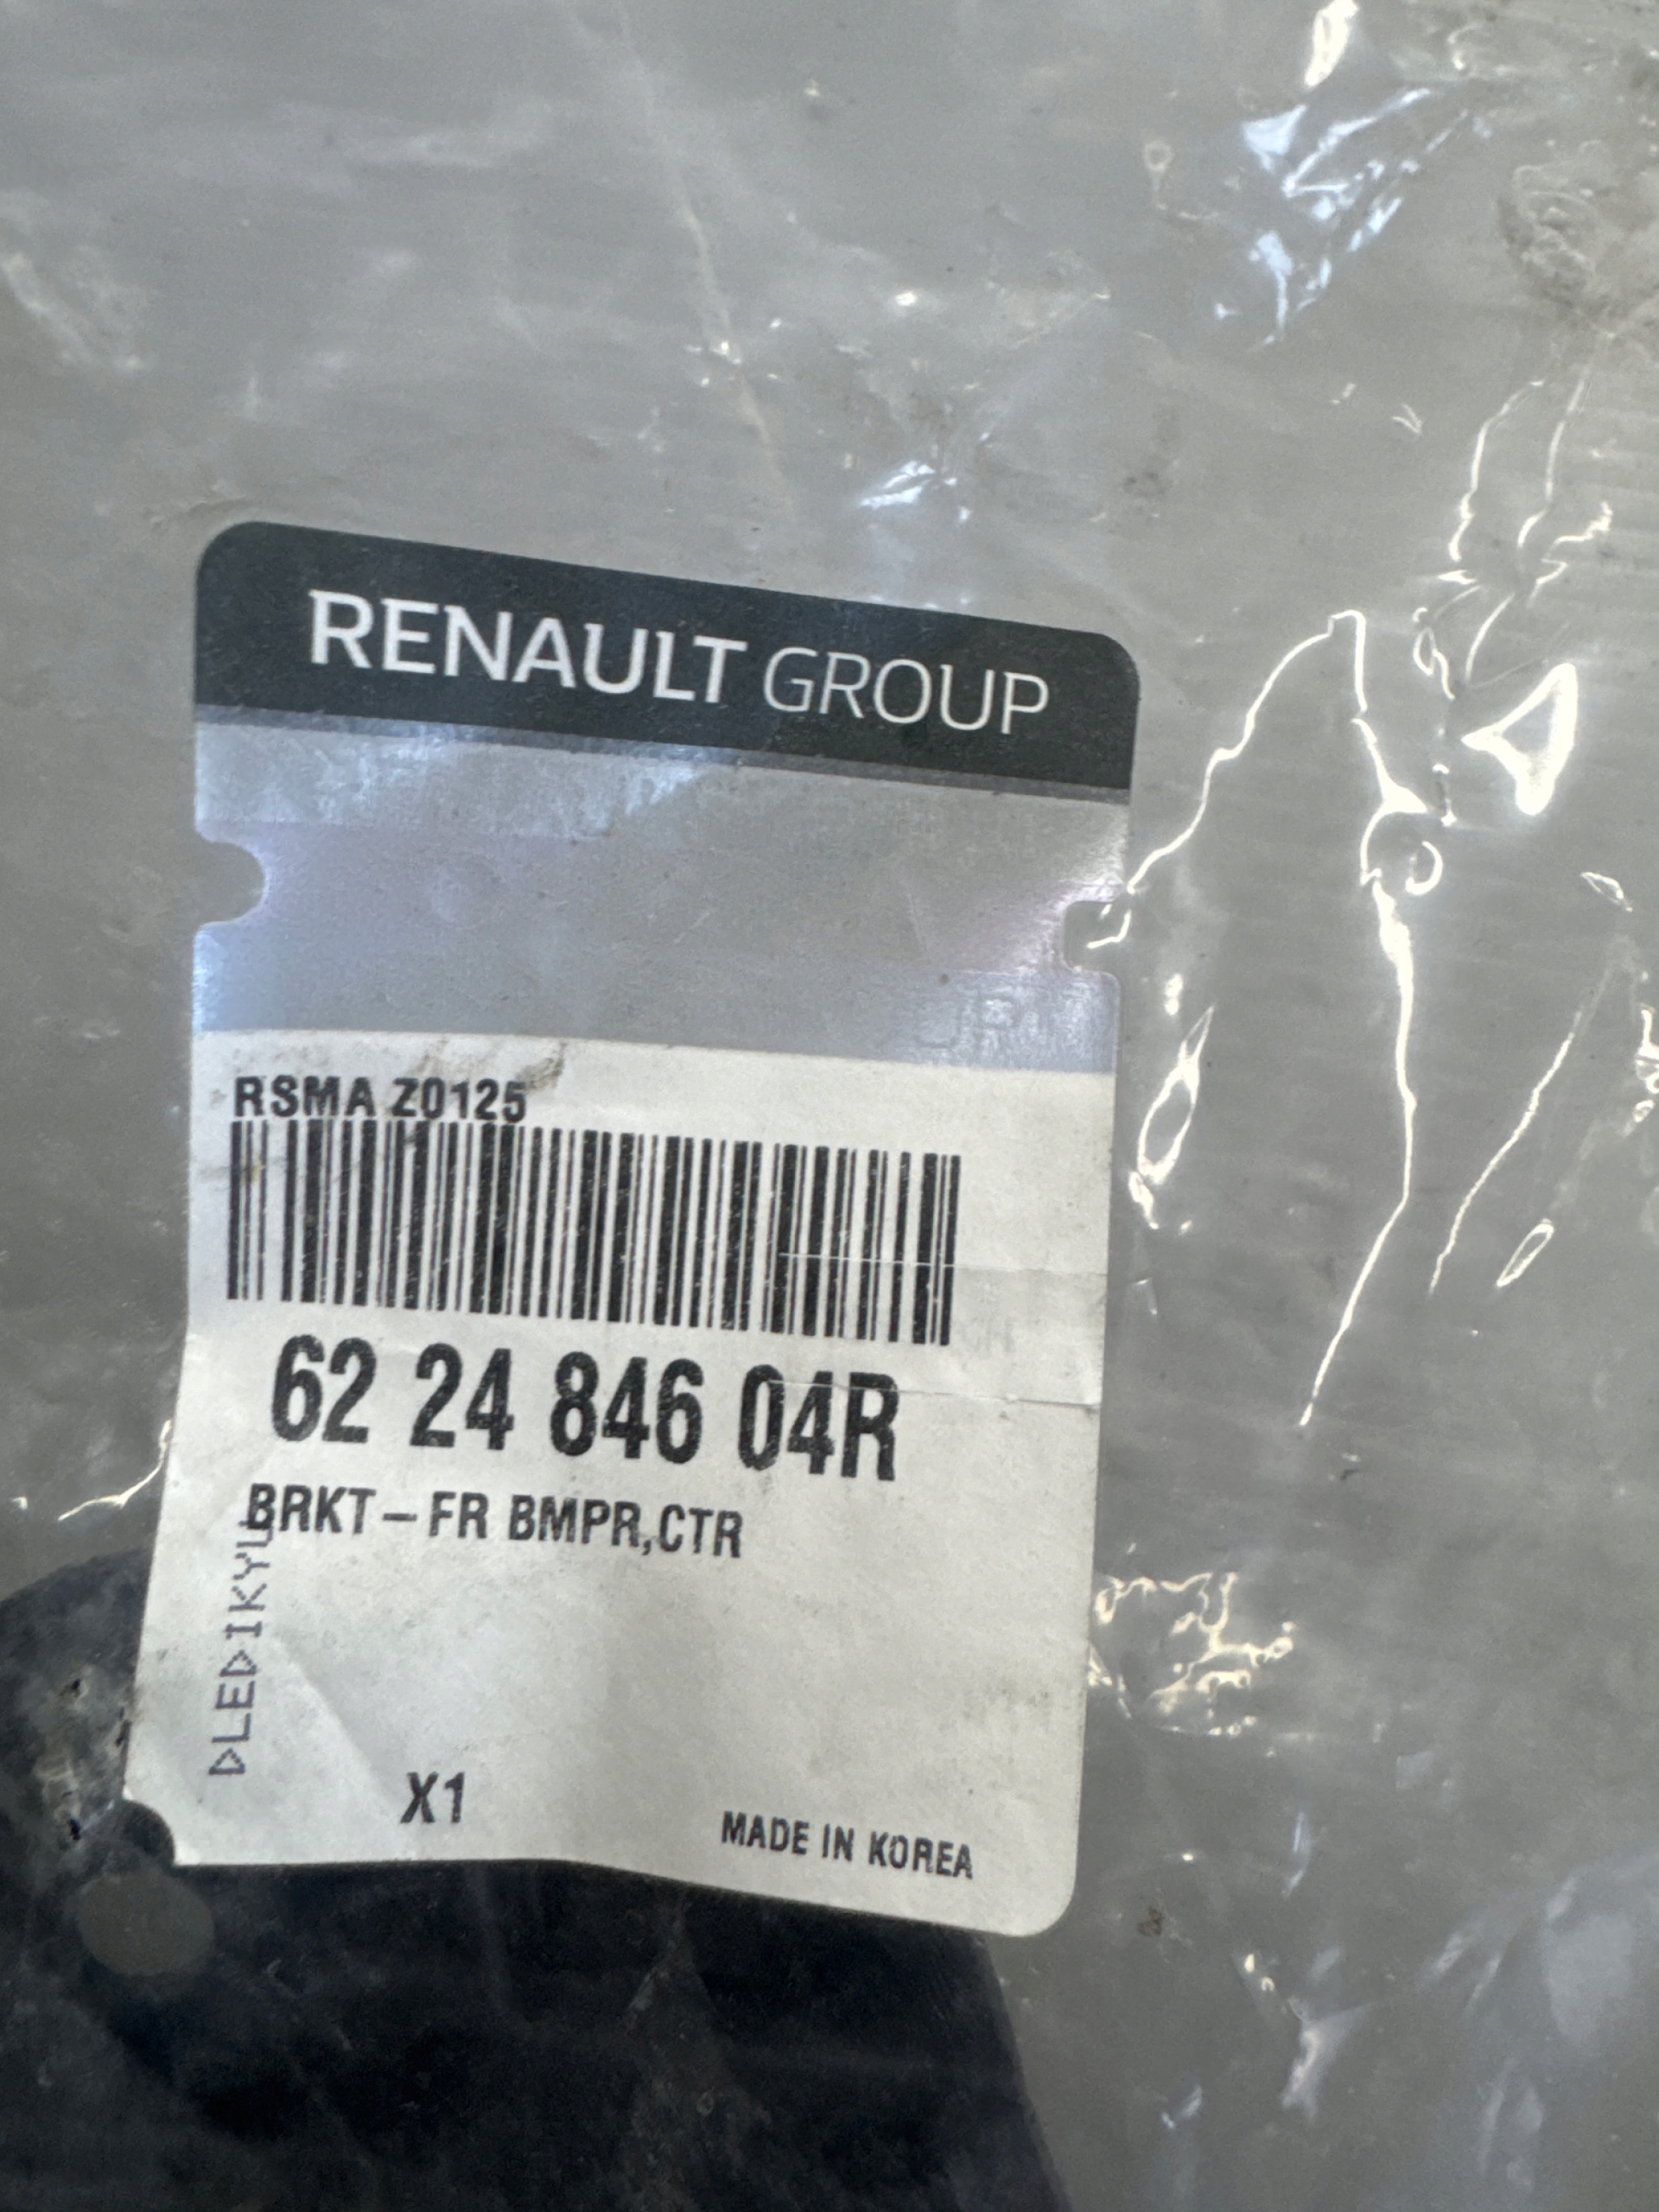 RENAULT GROUP
RSMA Z0125
62 24 846 04R
BRKT-FR BMPR,CTR
X1
MADE IN KOREA